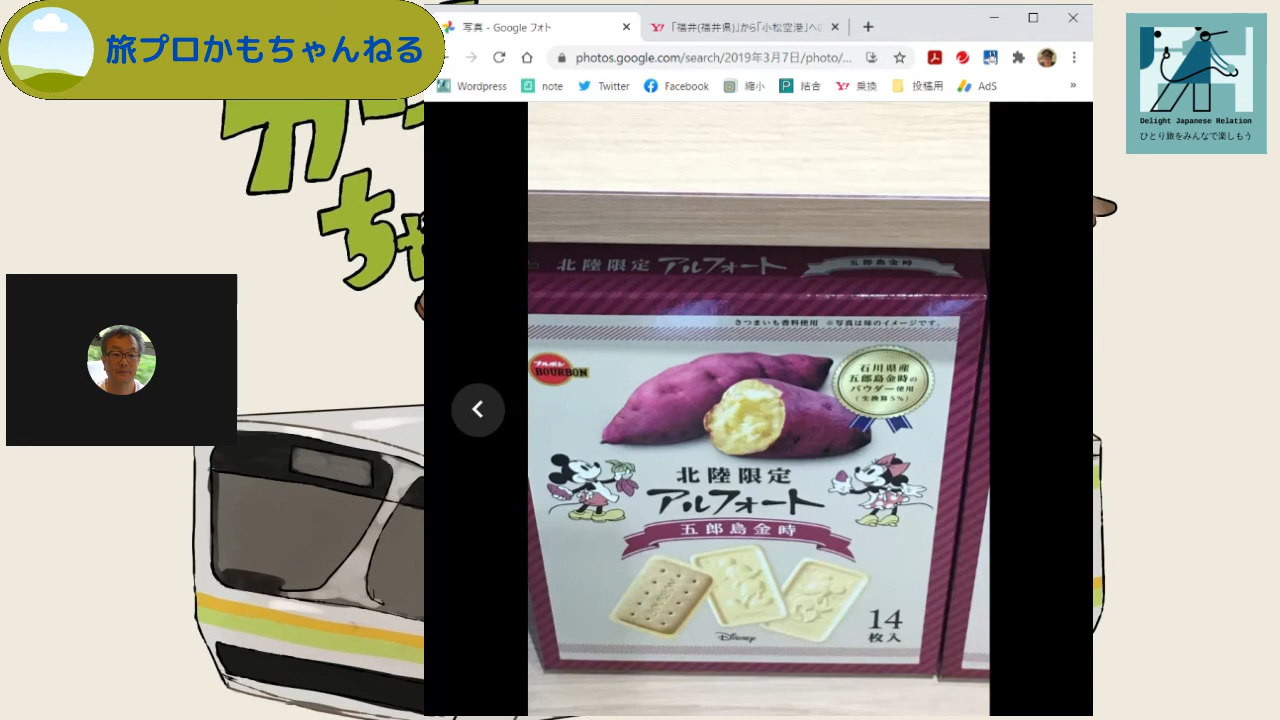 旅プロかもちゃんねる
写真 - Google フォト
「福井(福井県)」から「小松空港」への
photos.google.com/search/2019年3月7日/photo/...
Wordpress
note
Twitter
Facebook
縮小
結合
乗換
投稿用
AdS
»
Delight Japanese Relation
ひとり旅をみんなで楽しもう
ちゃ
北陸限定 アルフォート 五郎島金時
さつまいも香料使用 ※写真は味のイメージです。
ブルボン
BOURBON
石川県産
五郎島金時の
パウダー使用
(生換算5%)
北陸限定
アルフォート
五郎島金時
Disney
14
枚入